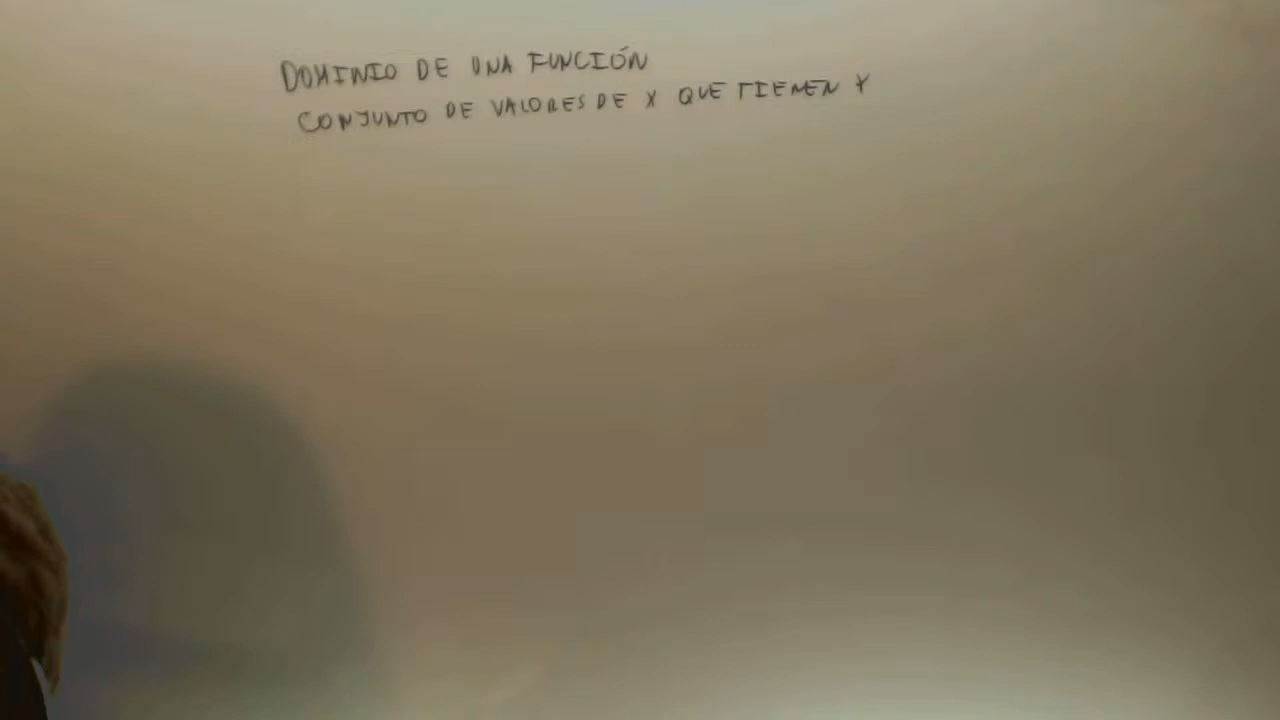 DOMINIO DE UNA FUNCIÓN
CONJUNTO DE VALORES DE X QUE TIENEN Y